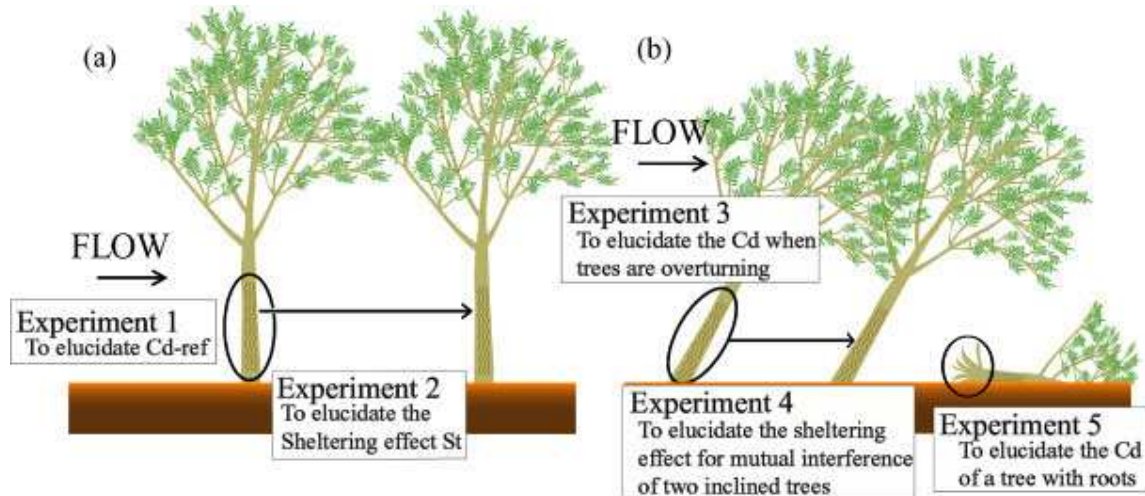 (a)
FLOW
Experiment 1
To elucidate Cd-ref
Experiment 2
To elucidate the
Sheltering effect St
(b)
FLOW
Experiment 3
To elucidate the Cd when
trees are overturning
Experiment 4
To elucidate the sheltering
effect for mutual interference
of two inclined trees
Experiment 5
To elucidate the Cd
of a tree with roots